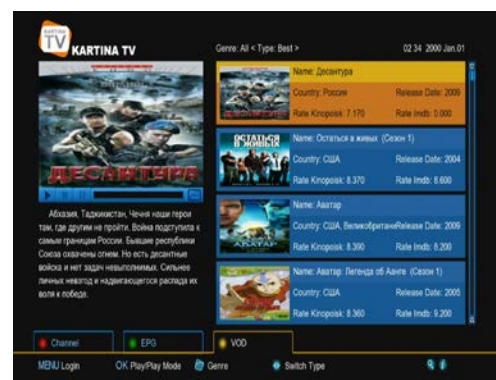 TV KARTINA TV
Genre: All < Type: Best >
02 34 2000 Jan.01
ДЕСАНТУРА
Абхазия, Таджикистан, Чечня наши герои
там, где другим не пройти. Война подступила к
самым границам России. Бывшие республики
Союза охвачены огнем. Но есть десантные
войска и нет задач невыполнимых. Сильнее
личных невзгод и надвигающегося распада их
воля к победе.
Name: Десантура
Country: Россия Release Date: 2009
Rate Kinopoisk: 7.170 Rate Imdb: 0.000
ОСТАТЬСЯ
В ЖИВЫХ
Name: Остаться в живых (Сезон 1)
Country: США Release Date: 2004
Rate Kinopoisk: 8.370 Rate Imdb: 8.600
АВАТАР
Name: Аватар
Country: США, ВеликобританиRelease Date: 2009
Rate Kinopoisk: 8.390 Rate Imdb: 8.200
Name: Аватар: Легенда об Аанге (Сезон 1)
Country: США Release Date: 2005
Rate Kinopoisk: 8.360 Rate Imdb: 9.200
Channel EPG VOD
MENU Login OK Play/Play Mode Genre Switch Type